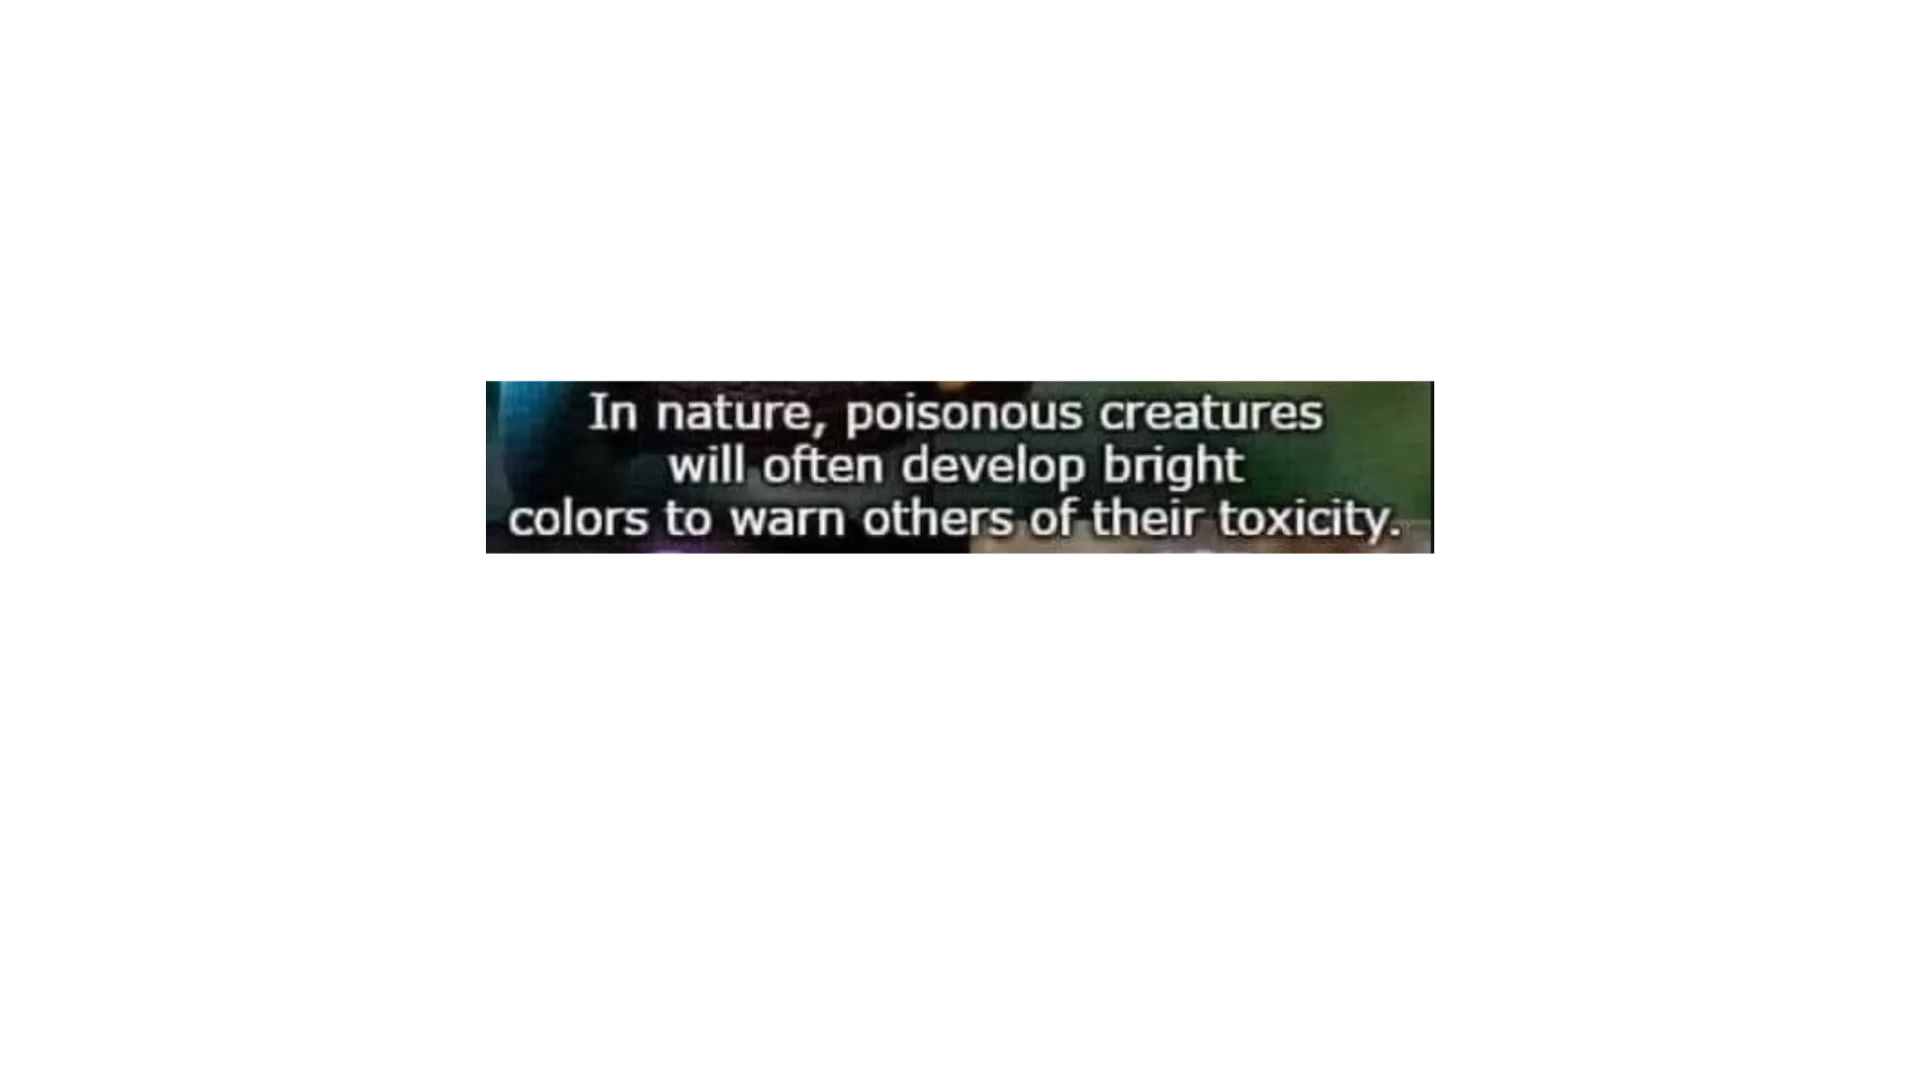 In nature, poisonous creatures
will often develop bright
colors to warn others of their toxicity.